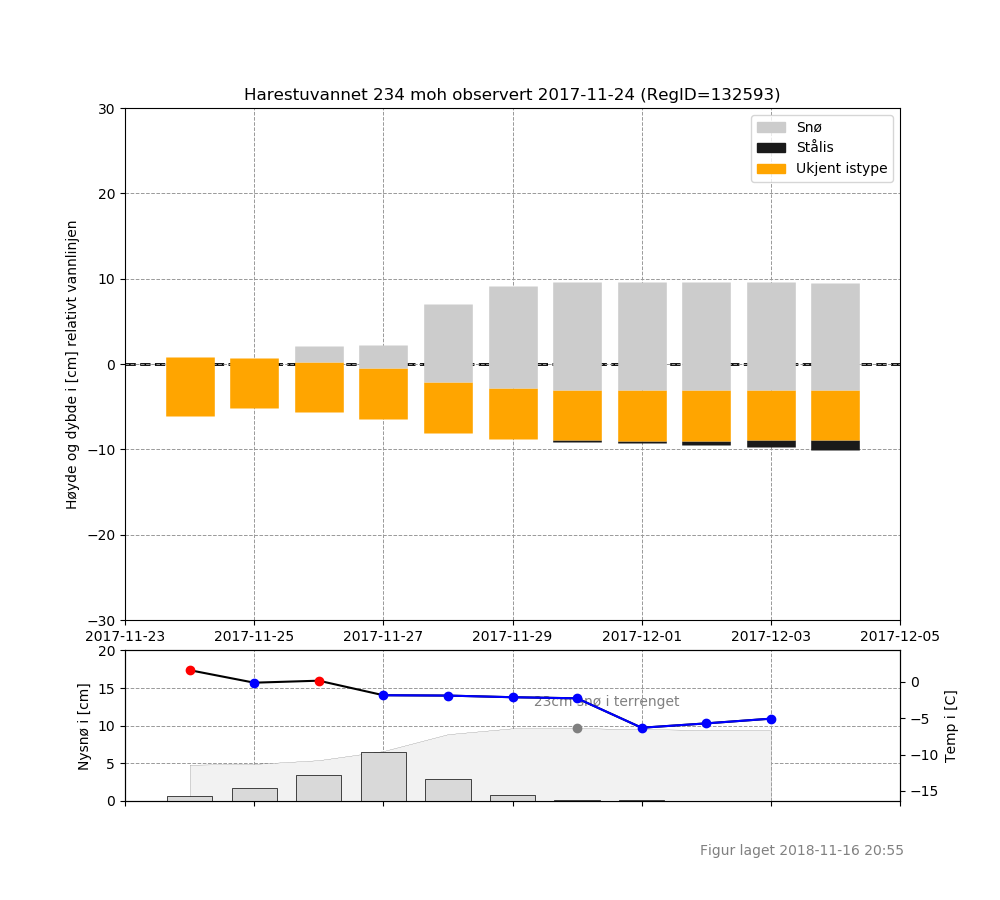 Harestuvannet 234 moh observert 2017-11-24 (RegID=132593)
Snø
Stålis
Ukjent istype
Høyde og dybde i [cm] relativt vannlinjen
30
20
10
0
−10
−20
−30
2017-11-23 2017-11-25 2017-11-27 2017-11-29 2017-12-01 2017-12-03 2017-12-05
Nysnø i [cm]
20
15
10
5
0
23cm snø i terrenget
0
−5
−10
−15
Temp i [C]
Figur laget 2018-11-16 20:55